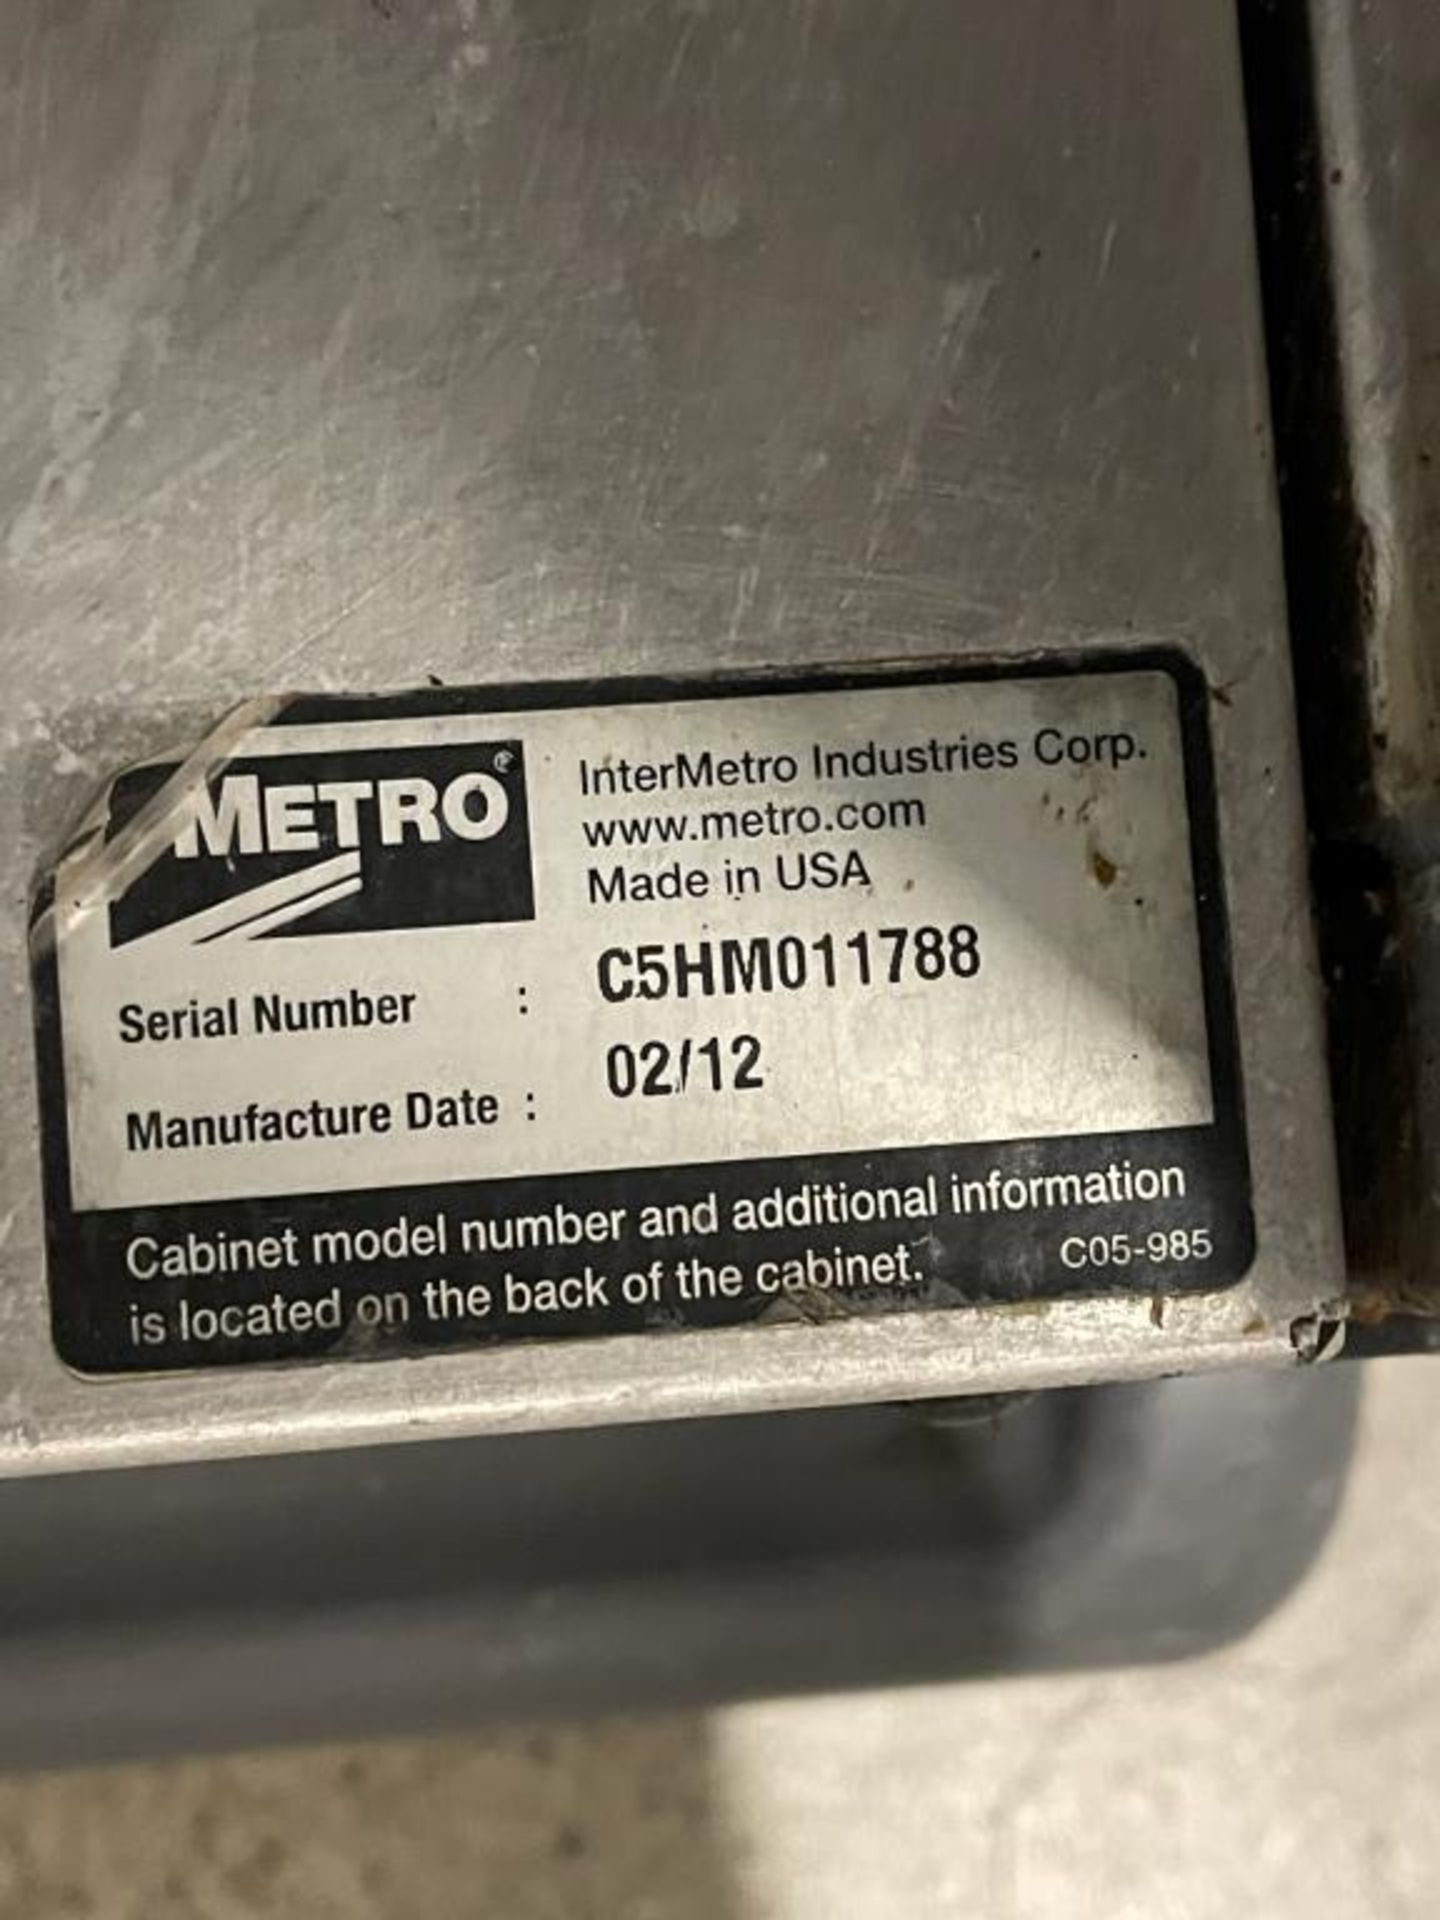 METRO®
InterMetro Industries Corp.
www.metro.com
Made in USA
Serial Number : C5HM011788
Manufacture Date : 02/12
Cabinet model number and additional information
is located on the back of the cabinet. C05-985